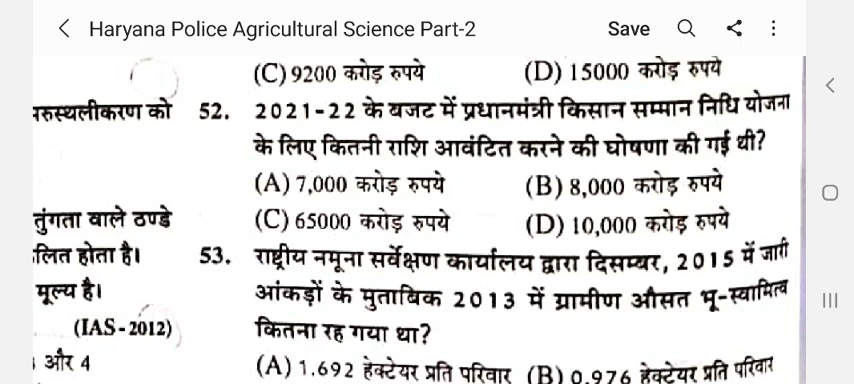 Haryana Police Agricultural Science Part-2 Save
(C) 9200 करोड़ रुपये (D) 15000 करोड़ रुपये
मरुस्थलीकरण को
52. 2021-22 के बजट में प्रधानमंत्री किसान सम्मान निधि योजना
के लिए कितनी राशि आवंटित करने की घोषणा की गई थी?
(A) 7,000 करोड़ रुपये (B) 8,000 करोड़ रुपये
तुंगता वाले ठण्डे
(C) 65000 करोड़ रुपये (D) 10,000 करोड़ रुपये
लित होता है।
53. राष्ट्रीय नमूना सर्वेक्षण कार्यालय द्वारा दिसम्बर, 2015 में जारी
मूल्य है।
आंकड़ों के मुताबिक 2013 में ग्रामीण औसत भू-स्वामित्व
(IAS-2012)
कितना रह गया था?
और 4
(A) 1.692 हेक्टेयर प्रति परिवार (B) 0.976 हेक्टेयर प्रति परिवार